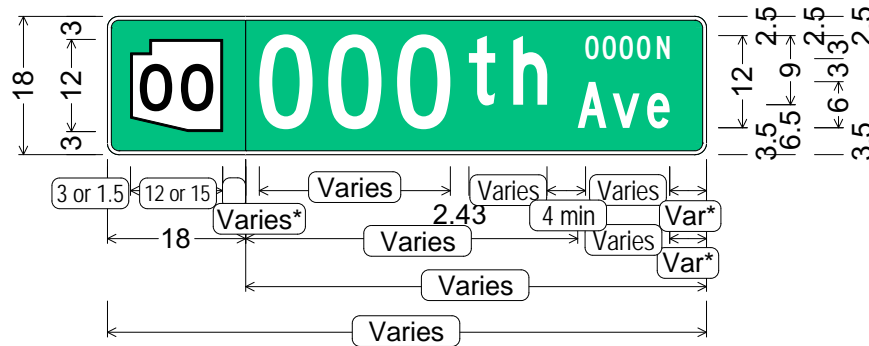 3 2.5 2.5 2.5
18 12 00 000th 0000N 12 9 3
3
Ave 6
3 3.5 6.5 3.5
3 or 1.5 12 or 15 Varies Varies Varies
Varies* 2.43 4 min Var*
18 Varies Varies
Var*
Varies
Varies